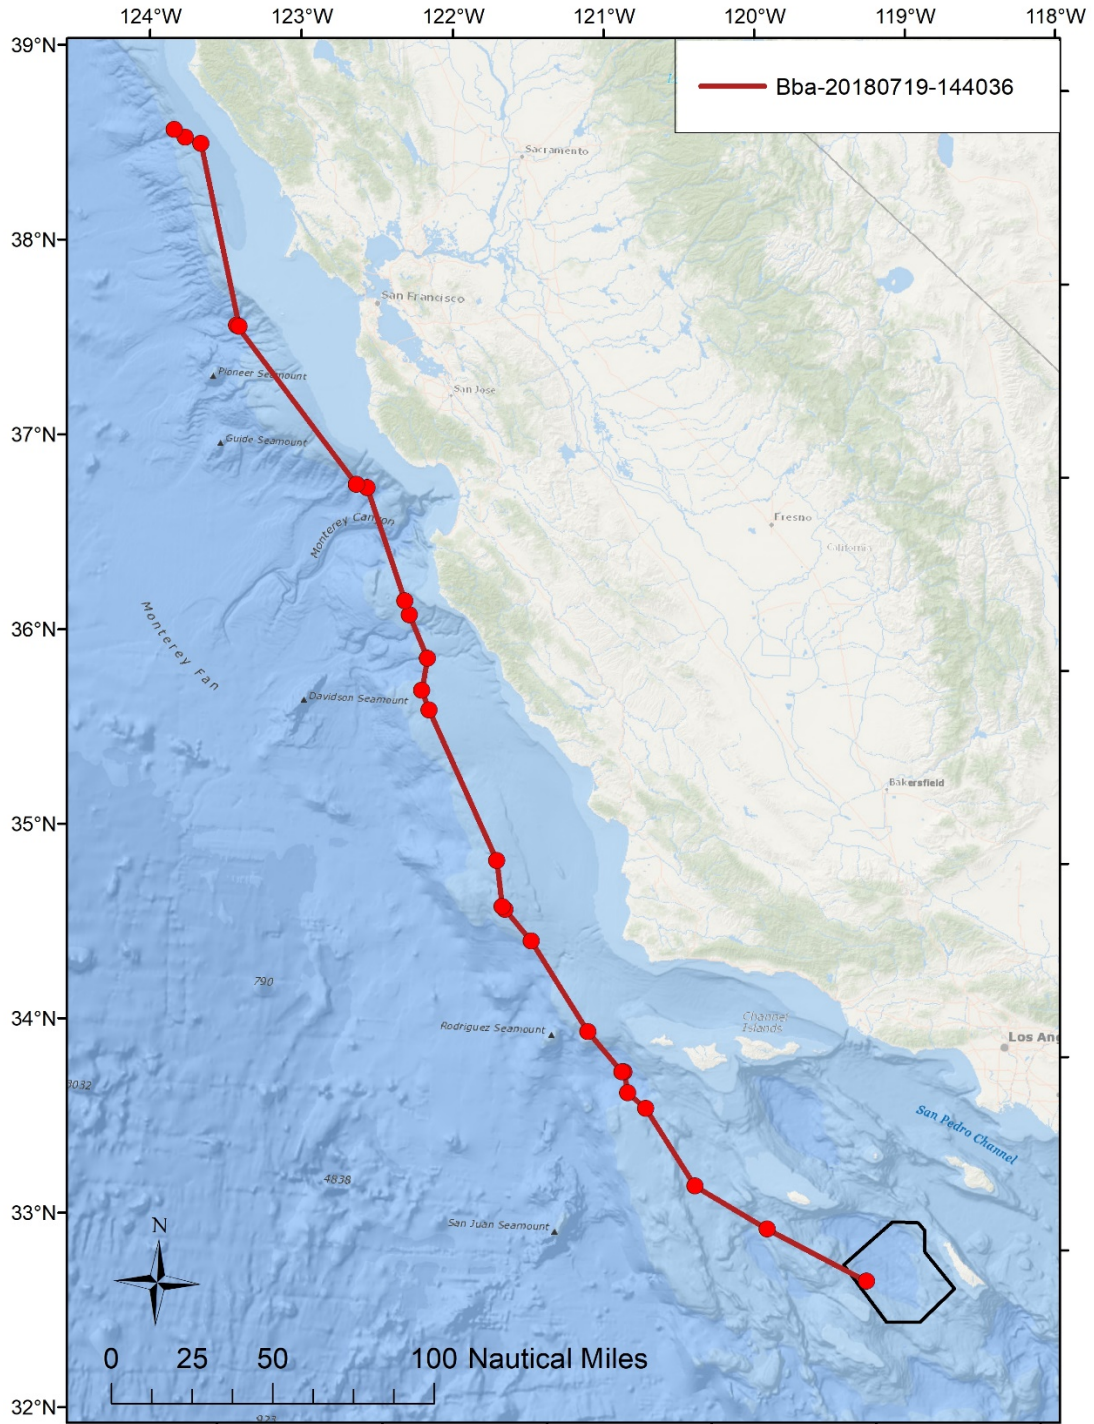 124°W 123°W 122°W 121°W 120°W 119°W 118°W
39°N
Bba-20180719-144036
Sacramento
38°N
San Francisco
Pioneer Seamount
San Jose
37°N
Guide Seamount
Monterey Canyon
Fresno
California
36°N
Monterey Fan
Davidson Seamount
Bakersfield
35°N
790
34°N
Channel
Islands
Rodriguez Seamount
Los Ang
3032
San Pedro Channel
4838
33°N
San Juan Seamount
N
0 25 50 100 Nautical Miles
32°N